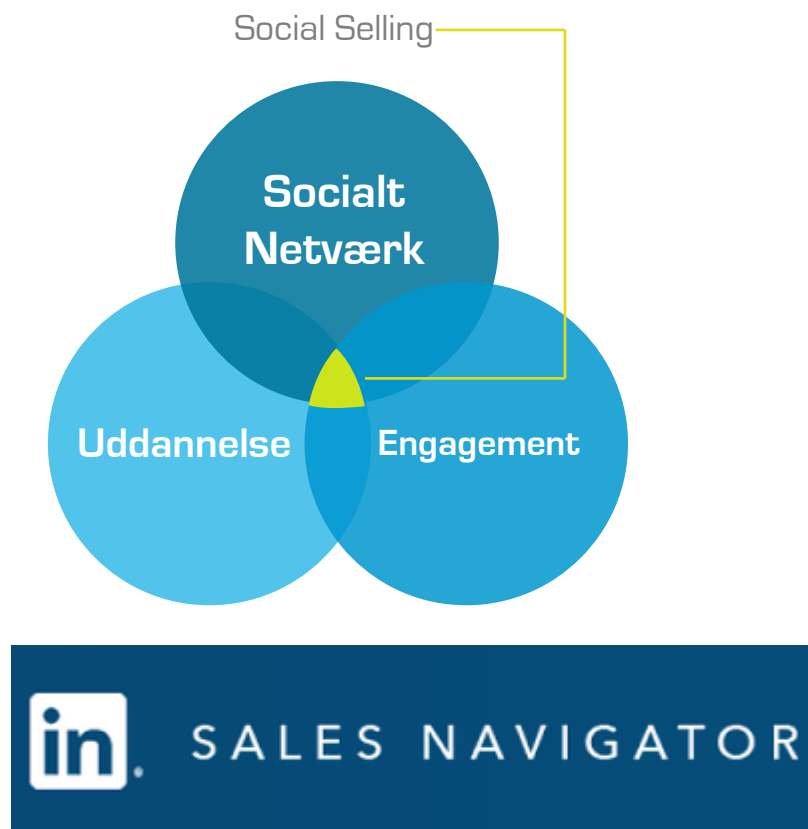 Social Selling
Socialt
Netværk
Uddannelse
Engagement
in. SALES NAVIGATOR